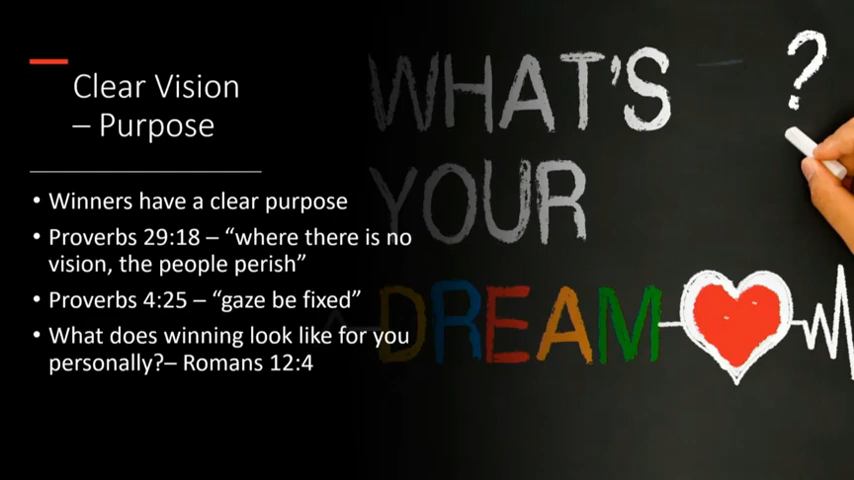 Clear Vision
– Purpose
• Winners have a clear purpose
• Proverbs 29:18 – “where there is no
vision, the people perish”
• Proverbs 4:25 – “gaze be fixed”
• What does winning look like for you
personally?– Romans 12:4
WHAT'S
YOUR
DREAM
?